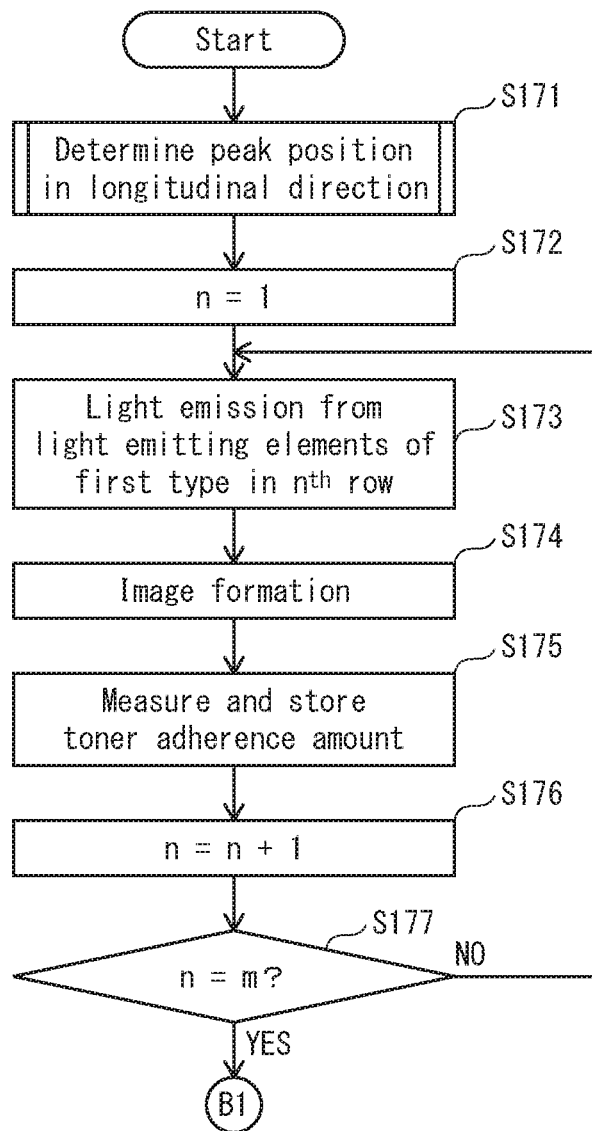 Start
S171
Determine peak position
in longitudinal direction
S172
n = 1
S173
Light emission from
light emitting elements of
first type in nth row
S174
Image formation
S175
Measure and store
toner adherence amount
S176
n = n + 1
S177
n = m?
NO
YES
B1